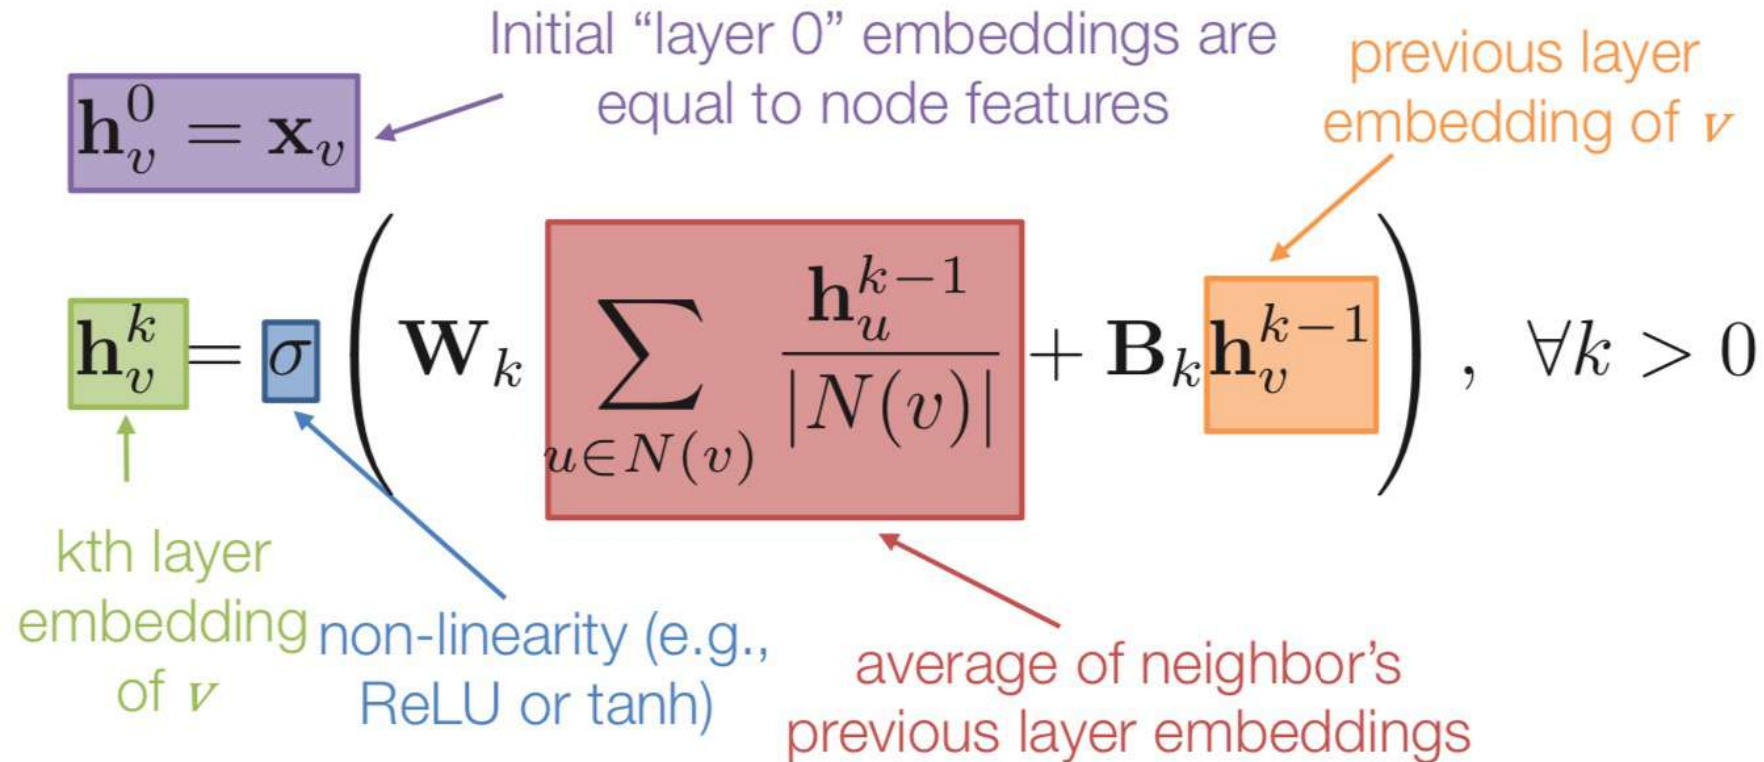 Initial “layer 0” embeddings are
equal to node features
previous layer
embedding of v
h_v^0 = x_v
h_v^k = σ ( W_k ∑_{u∈N(v)} h_u^{k−1} / |N(v)| + B_k h_v^{k−1} ) , ∀k > 0
kth layer
embedding
of v
non-linearity (e.g.,
ReLU or tanh)
average of neighbor’s
previous layer embeddings